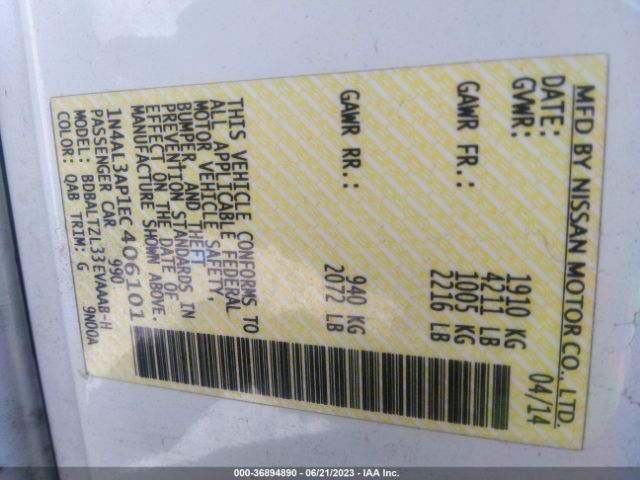 MFD BY NISSAN MOTOR CO., LTD.
DATE: 04/14
GVWR: 1910 KG
4211 LB
GAWR FR.: 1005 KG
2216 LB
GAWR RR.: 940 KG
2072 LB
THIS VEHICLE CONFORMS TO
ALL APPLICABLE FEDERAL
MOTOR VEHICLE SAFETY,
BUMPER, AND THEFT
PREVENTION STANDARDS IN
EFFECT ON THE DATE OF
MANUFACTURE SHOWN ABOVE.
1N4AL3AP1EC406101
PASSENGER CAR 990
MODEL: BDBALTZL33EVAAAB-H
COLOR: QAB TRIM: G 9N00A
000-36894890 - 06/21/2023 - IAA Inc.